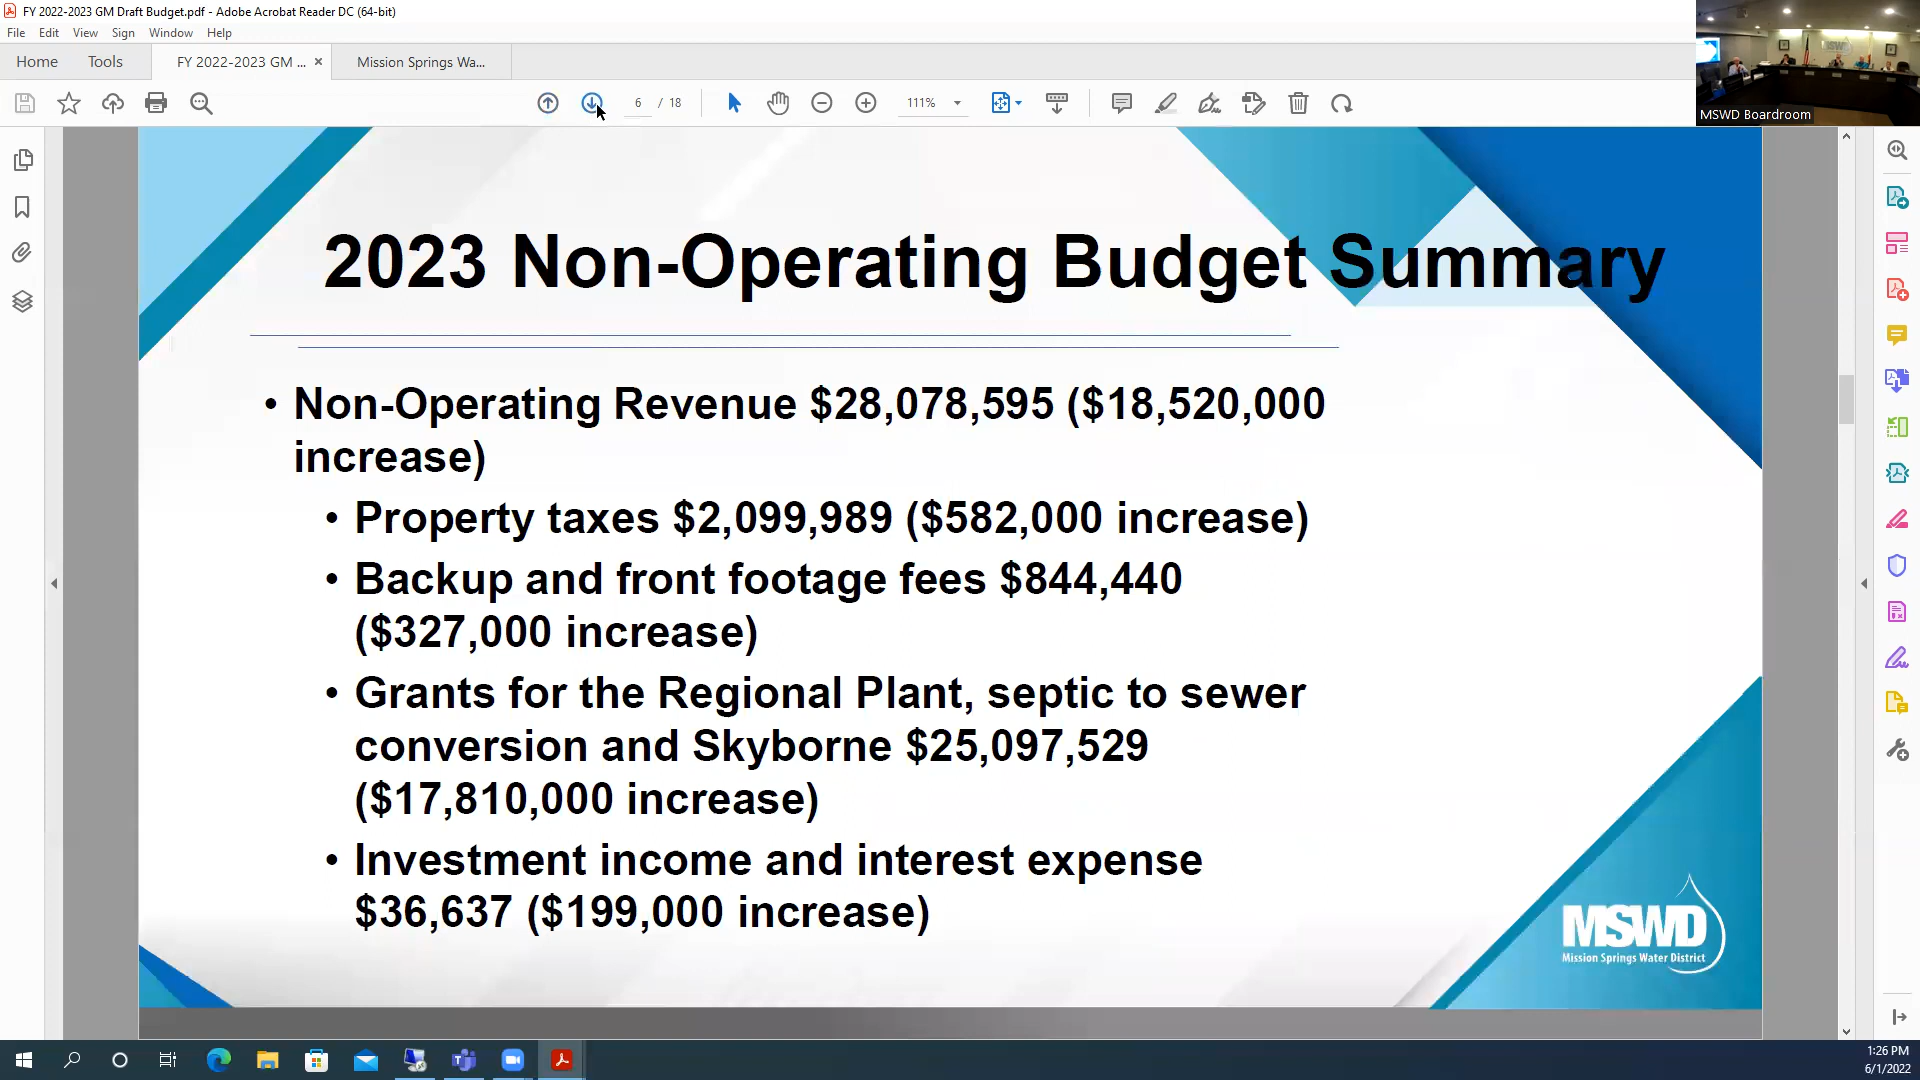 FY 2022-2023 GM Draft Budget.pdf - Adobe Acrobat Reader DC (64-bit)
File Edit View Sign Window Help
Home Tools FY 2022-2023 GM ... × Mission Springs Wa...
6 / 18 111%
MSWD Boardroom
2023 Non-Operating Budget Summary
• Non-Operating Revenue $28,078,595 ($18,520,000
increase)
• Property taxes $2,099,989 ($582,000 increase)
• Backup and front footage fees $844,440
($327,000 increase)
• Grants for the Regional Plant, septic to sewer
conversion and Skyborne $25,097,529
($17,810,000 increase)
• Investment income and interest expense
$36,637 ($199,000 increase)
MSWD
Mission Springs Water District
1:26 PM
6/1/2022